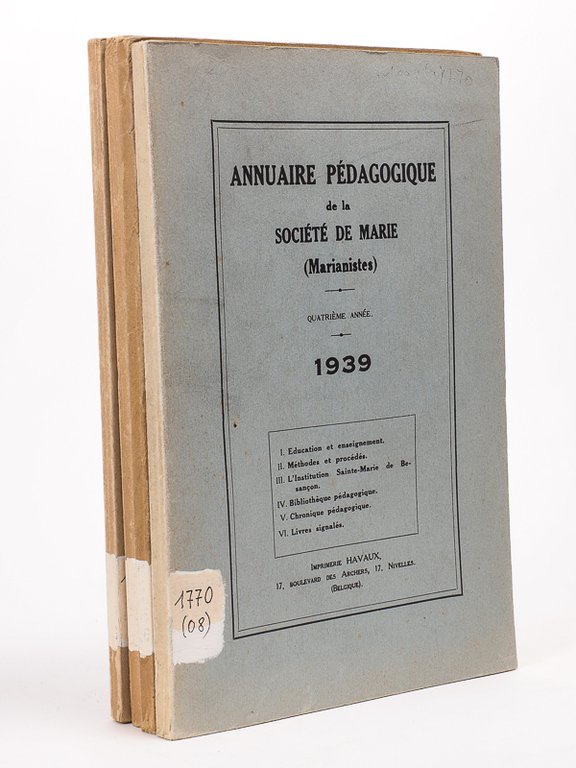 ANNUAIRE PÉDAGOGIQUE
de la
SOCIÉTÉ DE MARIE
(Marianistes)
QUATRIÈME ANNÉE.
1939
I. Education et enseignement.
II. Méthodes et procédés.
III. L'Institution Sainte-Marie de Be-
sançon.
IV. Bibliothèque pédagogique.
V. Chronique pédagogique.
VI. Livres signalés.
IMPRIMERIE HAVAUX,
17, BOULEVARD DES ARCHERS, 17, NIVELLES.
(BELGIQUE).
1770
(08)